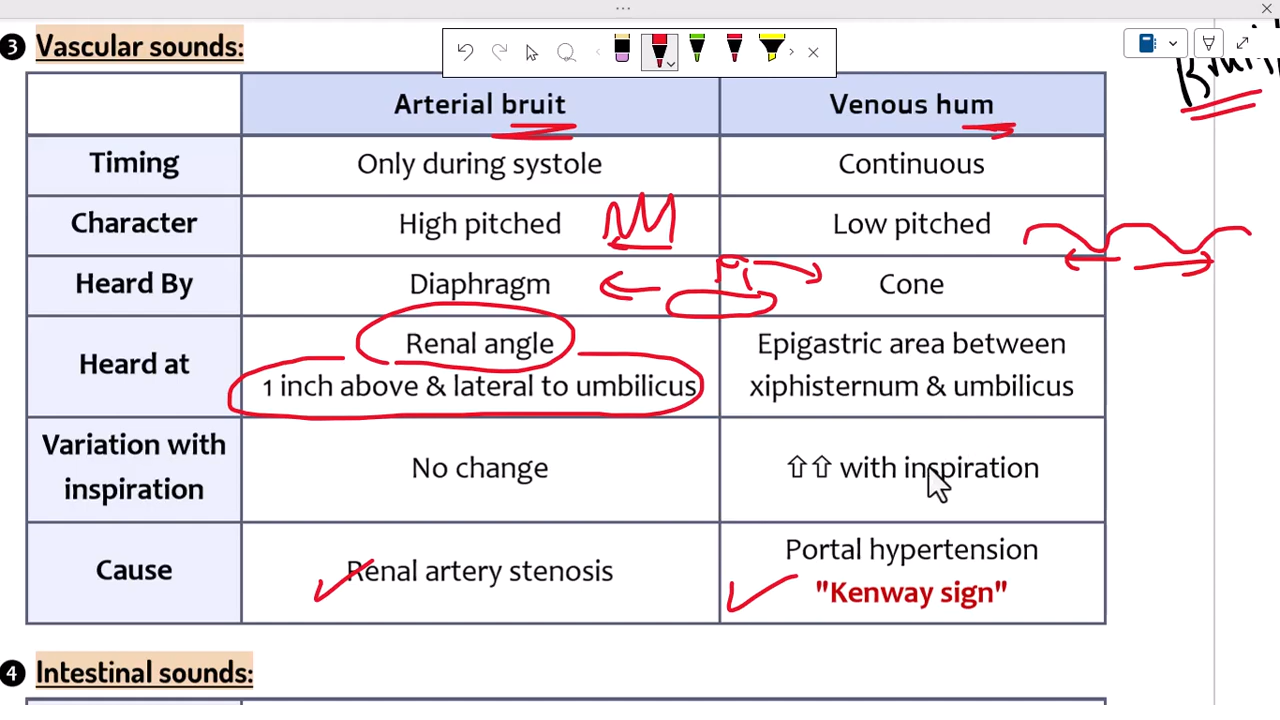 ❸ Vascular sounds:
Arterial bruit Venous hum
Timing Only during systole Continuous
Character High pitched Low pitched
Heard By Diaphragm Cone
Heard at Renal angle
1 inch above & lateral to umbilicus
Epigastric area between
xiphisternum & umbilicus
Variation with
inspiration
No change ⇧⇧ with inspiration
Cause Renal artery stenosis Portal hypertension
"Kenway sign"
❹ Intestinal sounds: